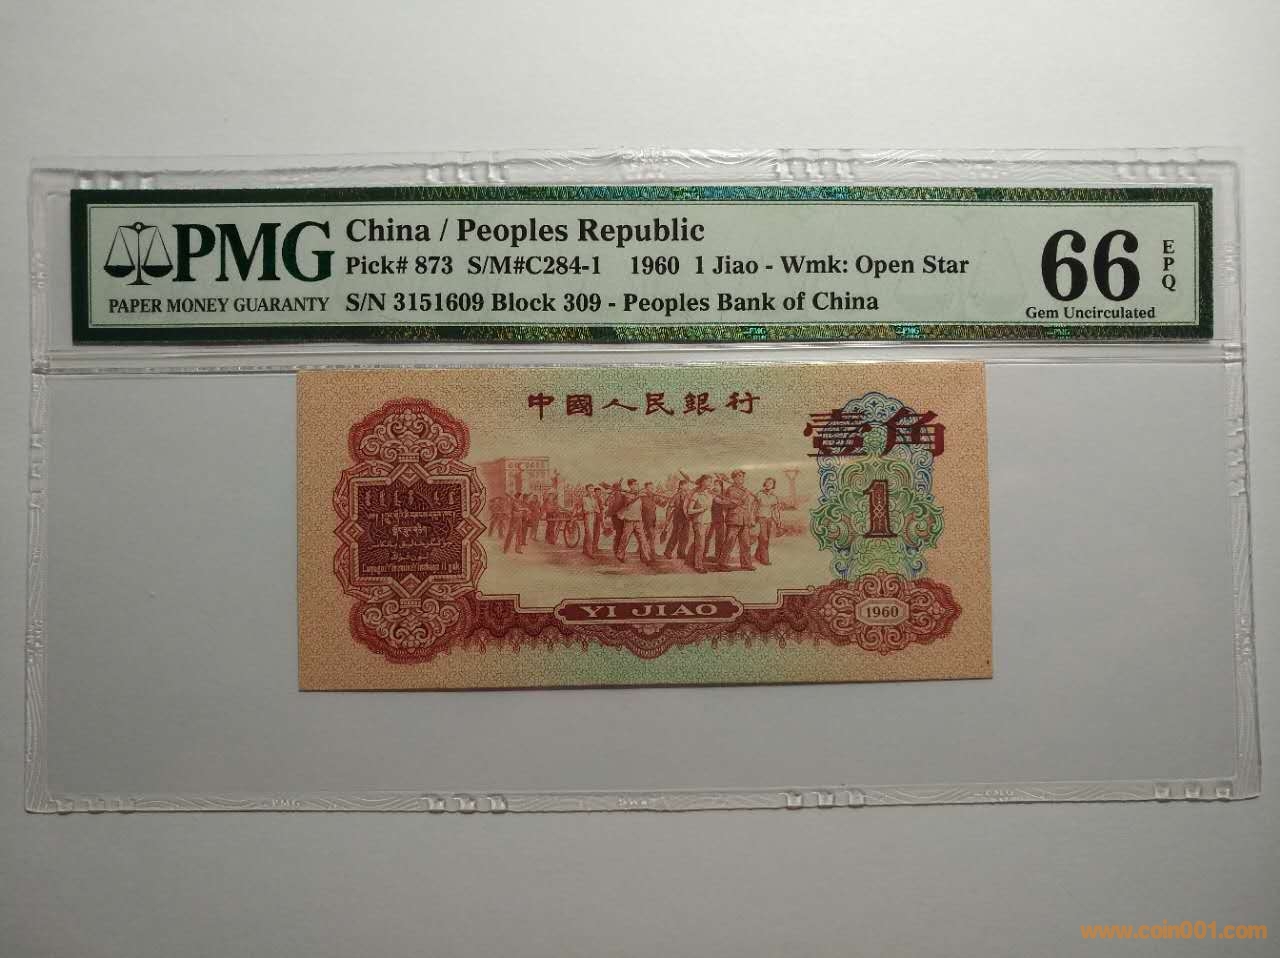 China / Peoples Republic
PMG
Pick# 873 S/M#C284-1 1960 1 Jiao - Wmk: Open Star
PAPER MONEY GUARANTY
S/N 3151609 Block 309 - Peoples Bank of China
66
EPQ
Gem Uncirculated
中國人民銀行
壹角
1
YI JIAO
1960
PMG
PMG
www.coin001.com